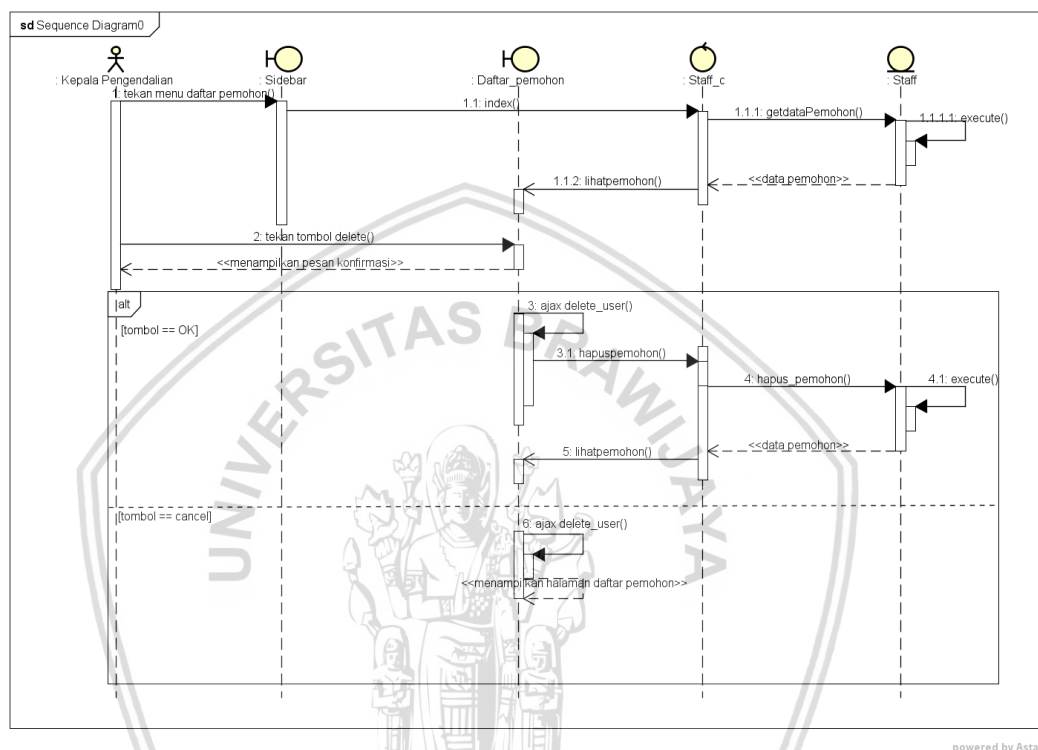 sd Sequence Diagram0
: Kepala Pengendalian
: Sidebar
: Daftar_pemohon
: Staff_c
: Staff
1: tekan menu daftar pemohon()
1.1: index()
1.1.1: getdataPemohon()
1.1.1.1: execute()
<<data pemohon>>
1.1.2: lihatpemohon()
2: tekan tombol delete()
<<menampilkan pesan konfirmasi>>
alt
[tombol == OK]
3: ajax delete_user()
3.1: hapuspemohon()
4: hapus_pemohon()
4.1: execute()
<<data pemohon>>
5: lihatpemohon()
[tombol == cancel]
6: ajax delete_user()
<<menampilkan halaman daftar pemohon>>
UNIVERSITAS BRAWIJAYA
powered by Asta